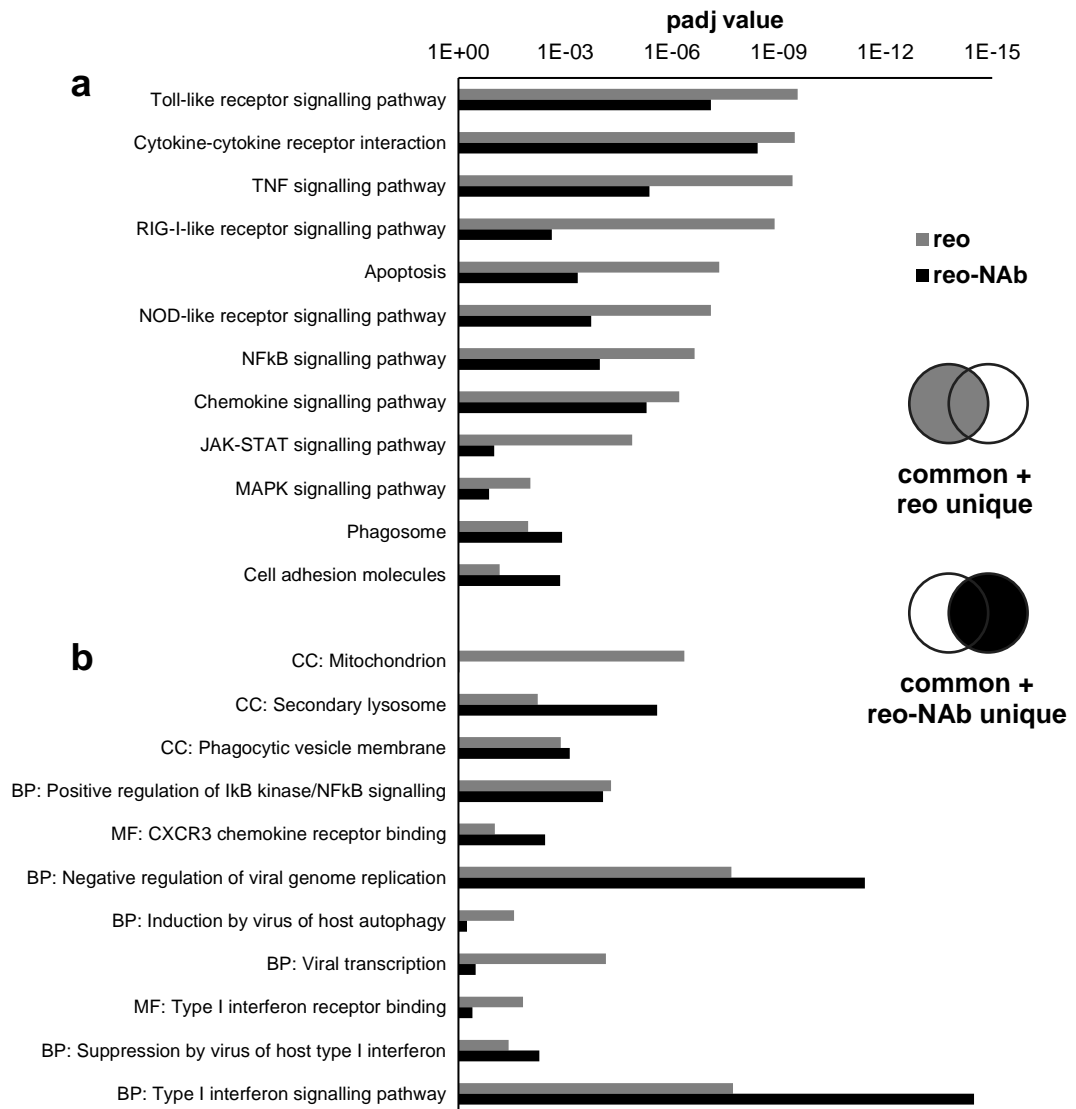 padj value
1E+00 1E-03 1E-06 1E-09 1E-12 1E-15
a
Toll-like receptor signalling pathway
Cytokine-cytokine receptor interaction
TNF signalling pathway
RIG-I-like receptor signalling pathway
Apoptosis
NOD-like receptor signalling pathway
NFkB signalling pathway
Chemokine signalling pathway
JAK-STAT signalling pathway
MAPK signalling pathway
Phagosome
Cell adhesion molecules
reo
reo-NAb
common +
reo unique
common +
reo-NAb unique
b
CC: Mitochondrion
CC: Secondary lysosome
CC: Phagocytic vesicle membrane
BP: Positive regulation of IkB kinase/NFkB signalling
MF: CXCR3 chemokine receptor binding
BP: Negative regulation of viral genome replication
BP: Induction by virus of host autophagy
BP: Viral transcription
MF: Type I interferon receptor binding
BP: Suppression by virus of host type I interferon
BP: Type I interferon signalling pathway